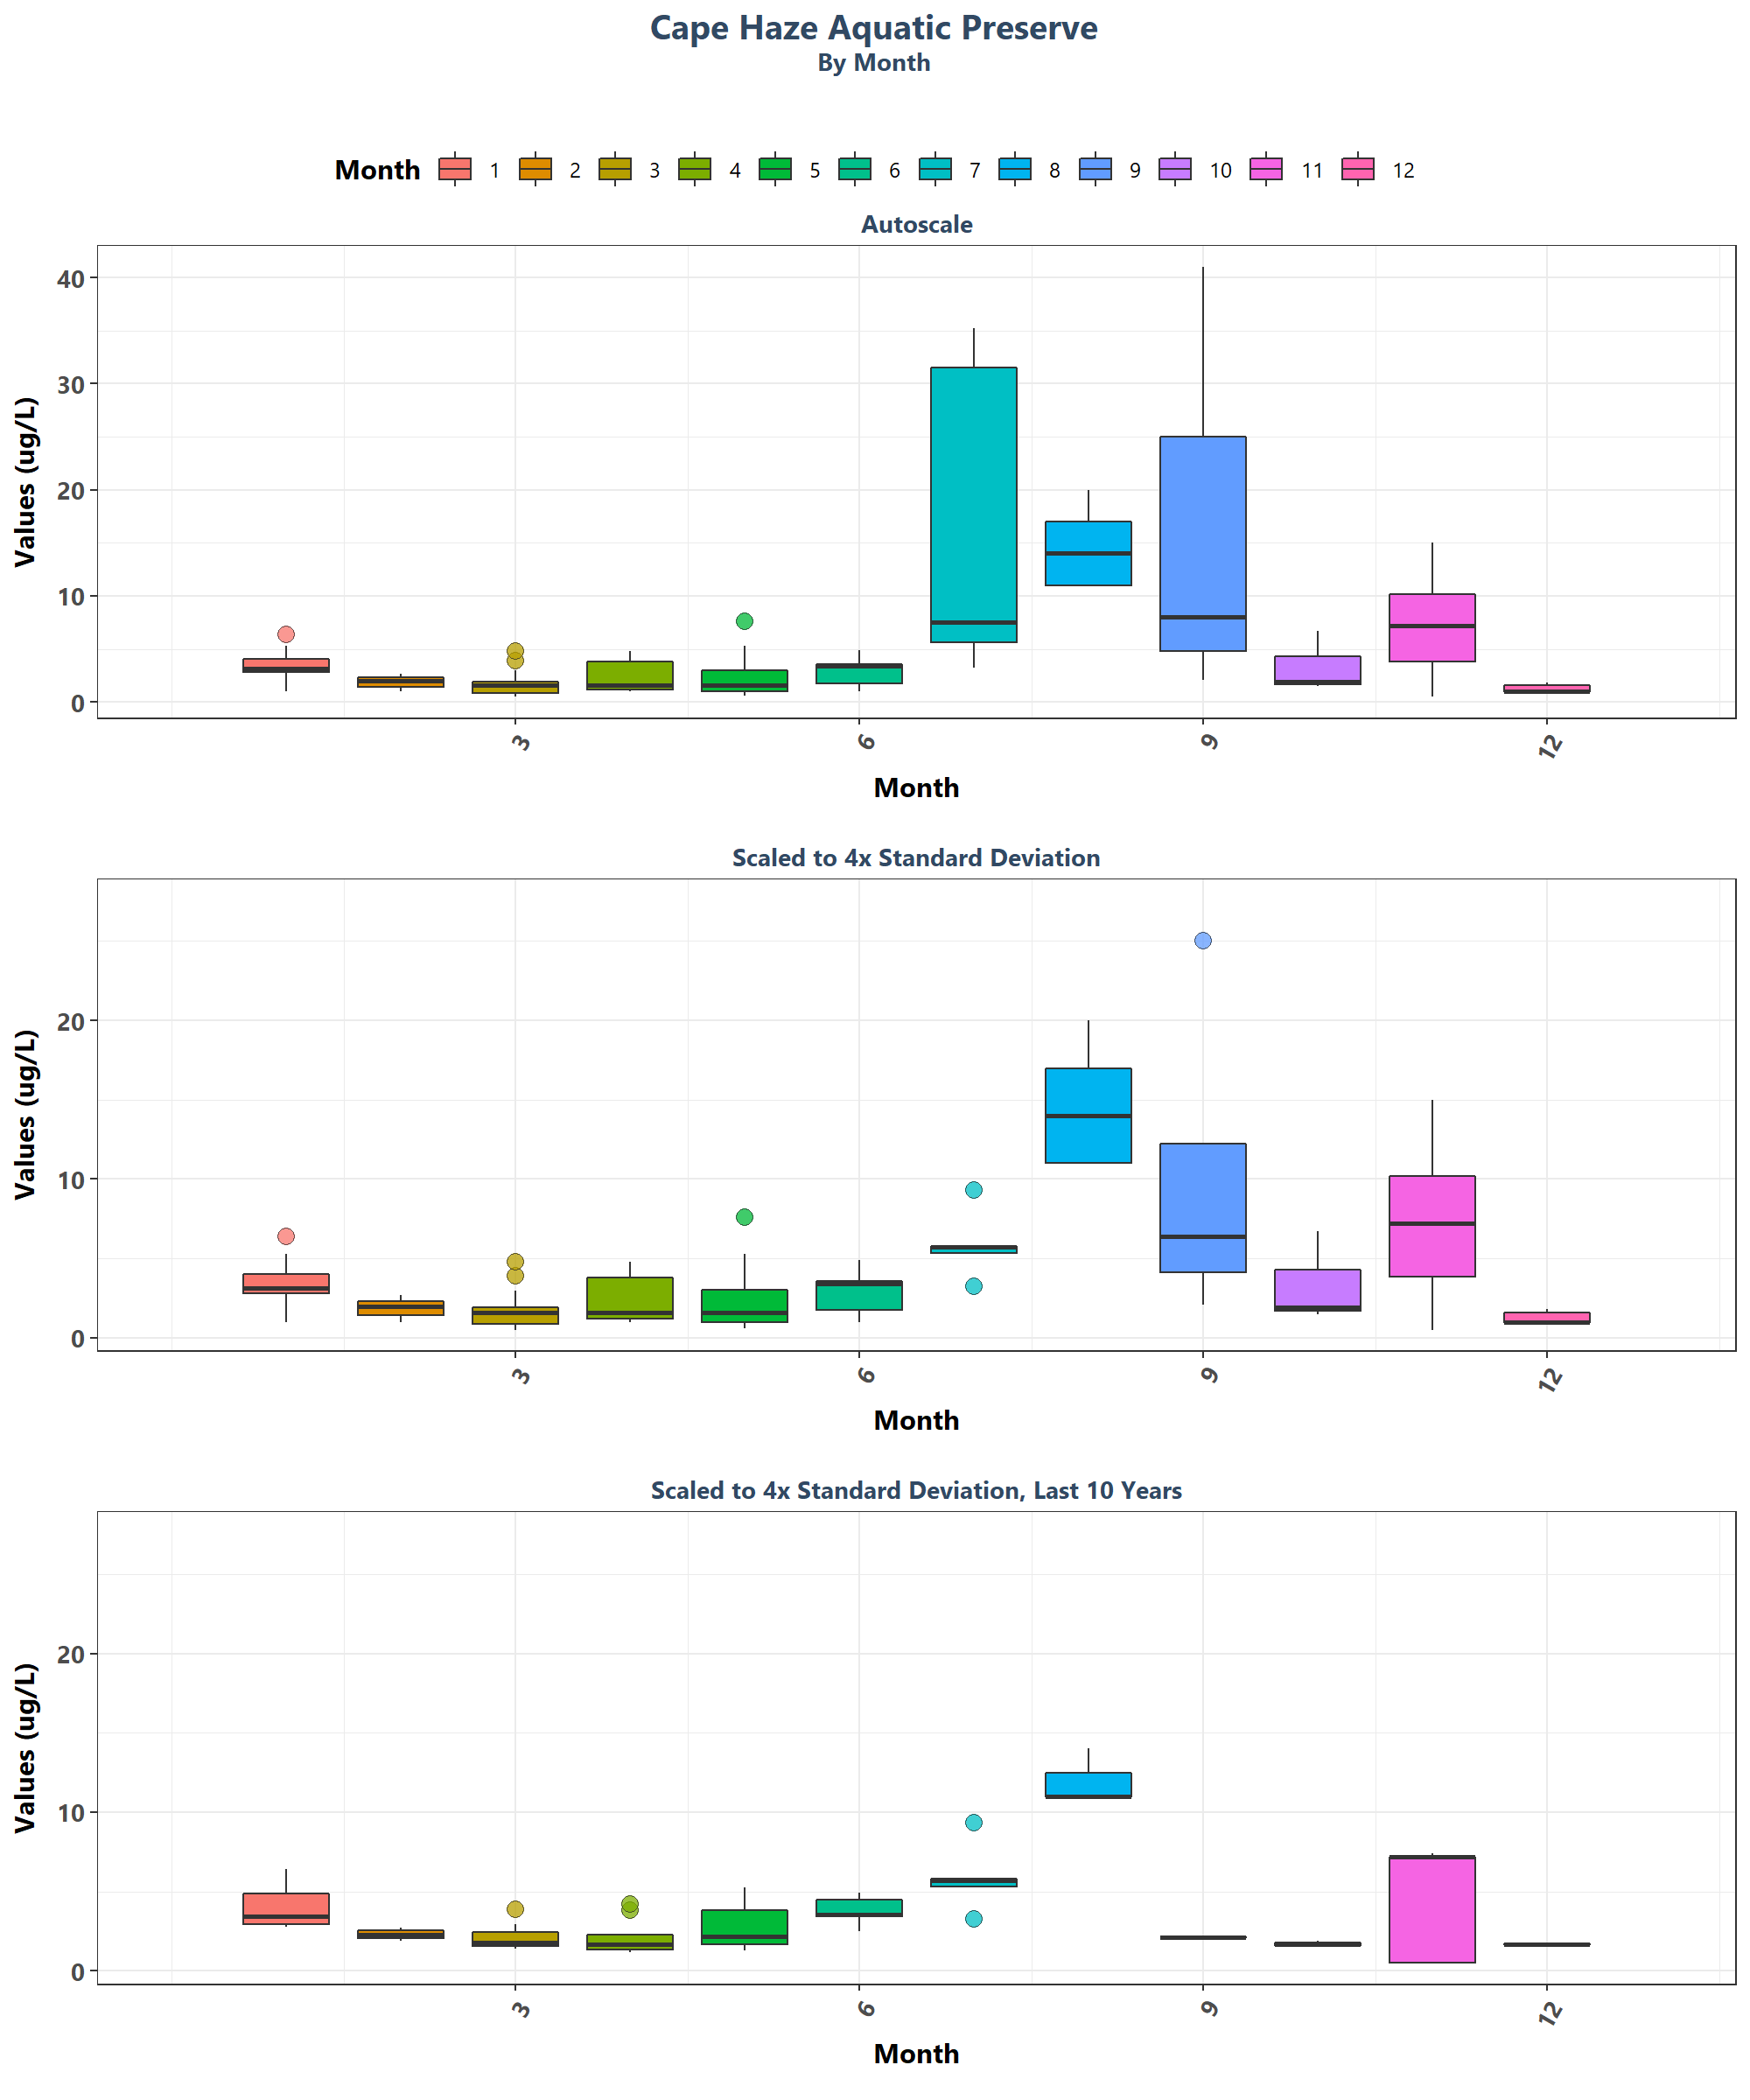 Cape Haze Aquatic Preserve
By Month
Month 1 2 3 4 5 6 7 8 9 10 11 12
Autoscale
Values (ug/L)
40
30
20
10
0
3 6 9 12
Month
Scaled to 4x Standard Deviation
Values (ug/L)
20
10
0
3 6 9 12
Month
Scaled to 4x Standard Deviation, Last 10 Years
Values (ug/L)
20
10
0
3 6 9 12
Month